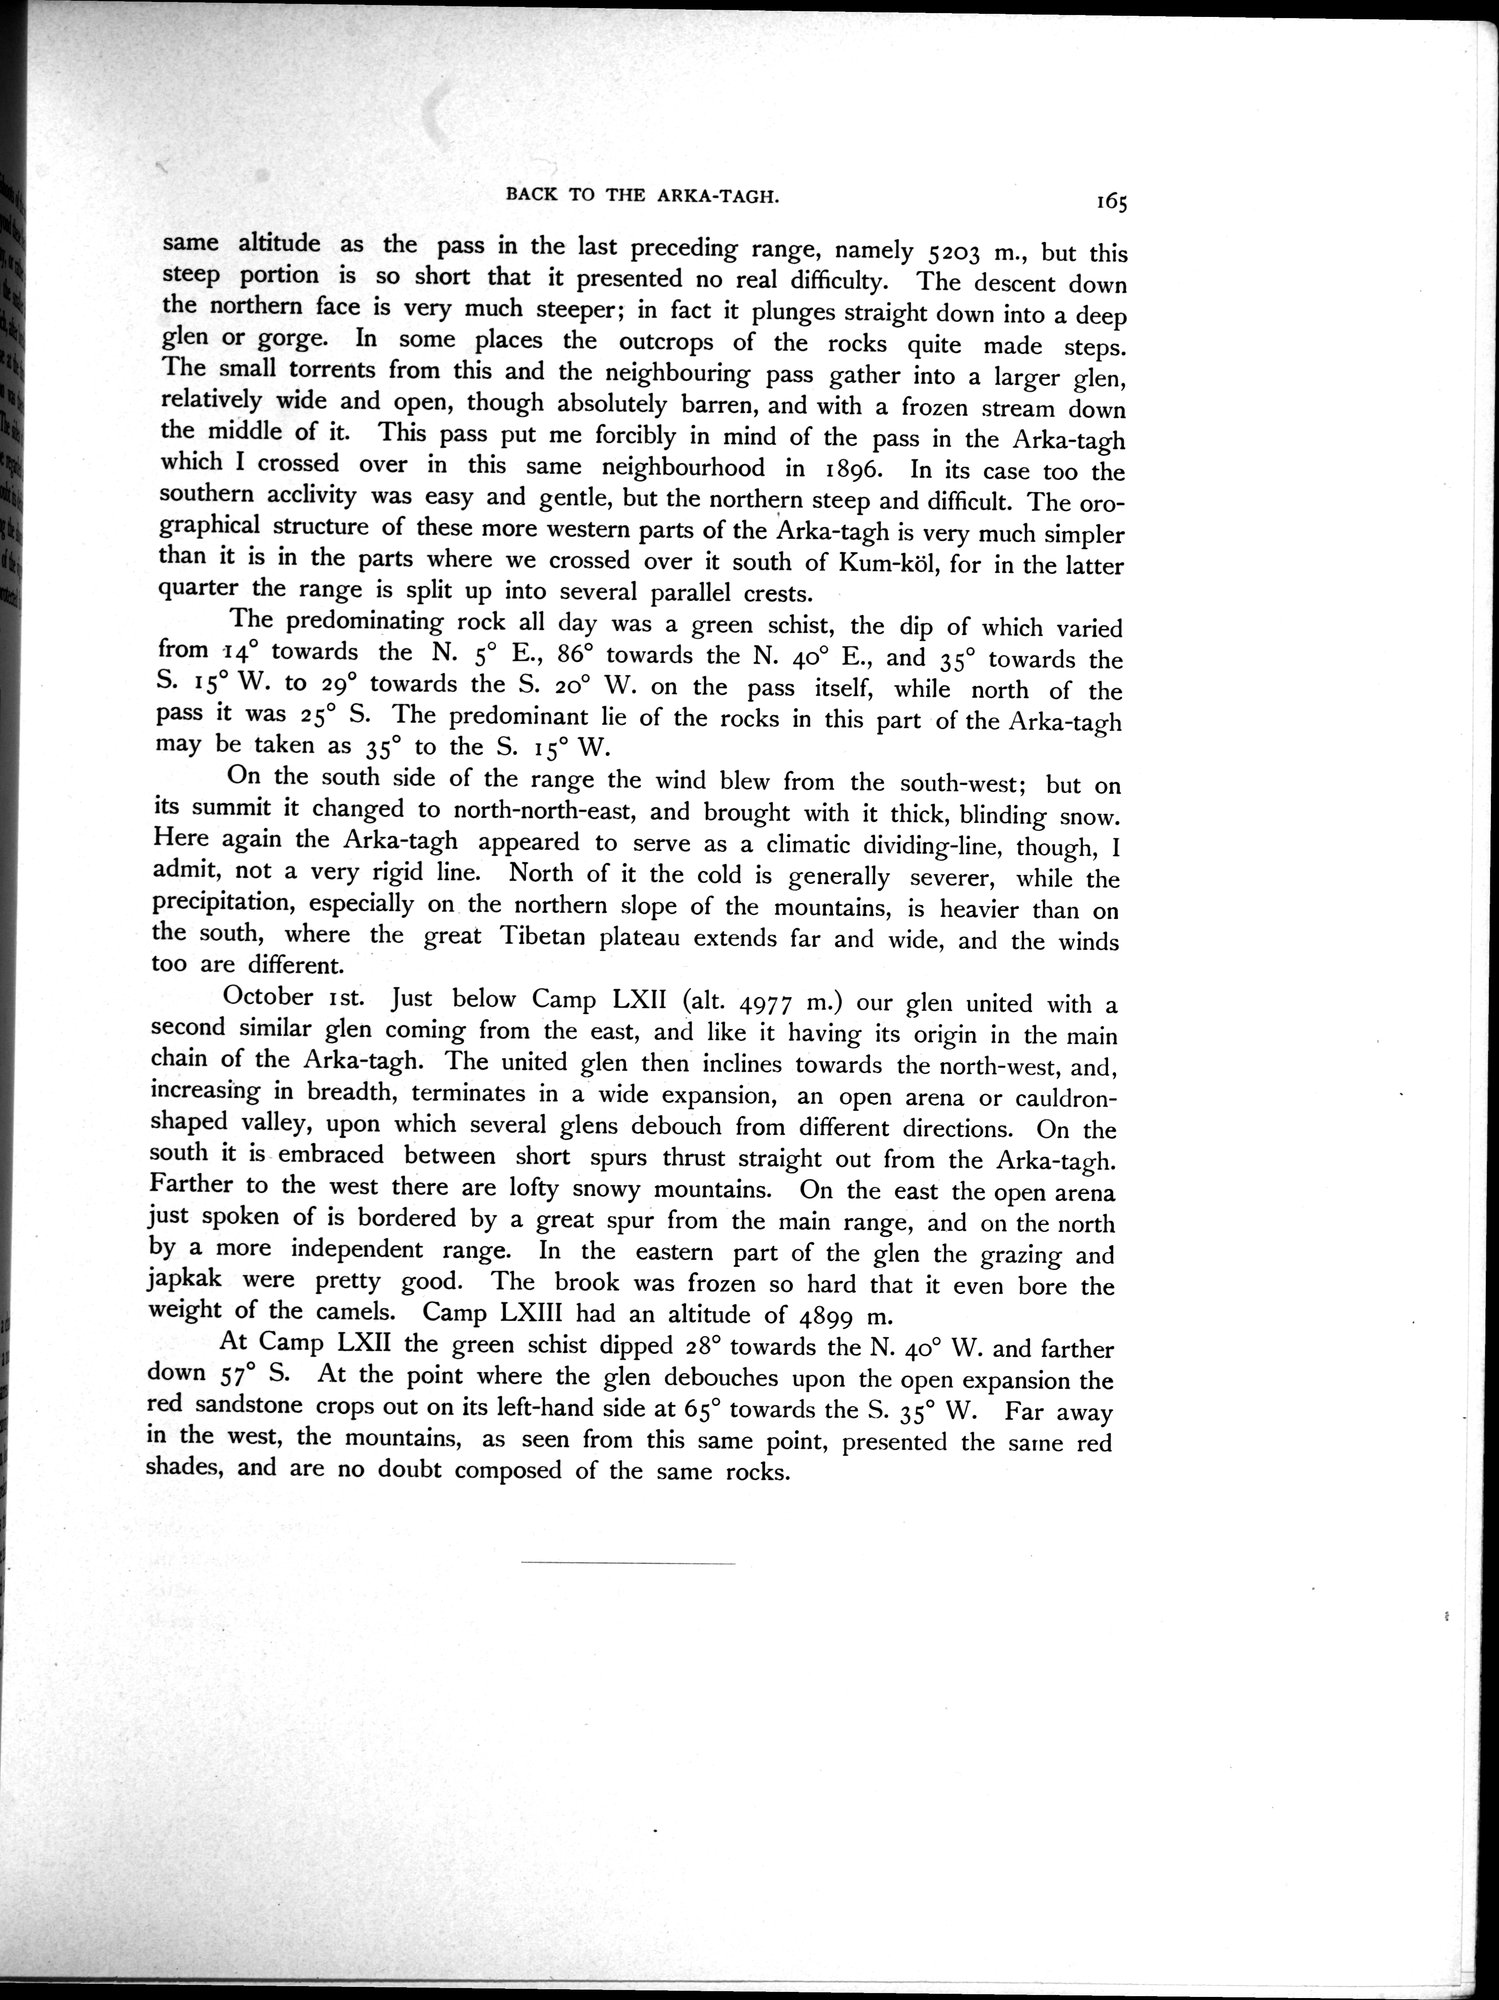 BACK TO THE ARKA-TAGH.
165
same altitude as the pass in the last preceding range, namely 5203 m., but this
steep portion is so short that it presented no real difficulty. The descent down
the northern face is very much steeper; in fact it plunges straight down into a deep
glen or gorge. In some places the outcrops of the rocks quite made steps.
The small torrents from this and the neighbouring pass gather into a larger glen,
relatively wide and open, though absolutely barren, and with a frozen stream down
the middle of it. This pass put me forcibly in mind of the pass in the Arka-tagh
which I crossed over in this same neighbourhood in 1896. In its case too the
southern acclivity was easy and gentle, but the northern steep and difficult. The oro-
graphical structure of these more western parts of the Arka-tagh is very much simpler
than it is in the parts where we crossed over it south of Kum-köl, for in the latter
quarter the range is split up into several parallel crests.
The predominating rock all day was a green schist, the dip of which varied
from 14° towards the N. 5° E., 86° towards the N. 40° E., and 35° towards the
S. 15° W. to 29° towards the S. 20° W. on the pass itself, while north of the
pass it was 25° S. The predominant lie of the rocks in this part of the Arka-tagh
may be taken as 35° to the S. 15° W.
On the south side of the range the wind blew from the south-west; but on
its summit it changed to north-north-east, and brought with it thick, blinding snow.
Here again the Arka-tagh appeared to serve as a climatic dividing-line, though, I
admit, not a very rigid line. North of it the cold is generally severer, while the
precipitation, especially on the northern slope of the mountains, is heavier than on
the south, where the great Tibetan plateau extends far and wide, and the winds
too are different.
October 1st. Just below Camp LXII (alt. 4977 m.) our glen united with a
second similar glen coming from the east, and like it having its origin in the main
chain of the Arka-tagh. The united glen then inclines towards the north-west, and,
increasing in breadth, terminates in a wide expansion, an open arena or cauldron-
shaped valley, upon which several glens debouch from different directions. On the
south it is embraced between short spurs thrust straight out from the Arka-tagh.
Farther to the west there are lofty snowy mountains. On the east the open arena
just spoken of is bordered by a great spur from the main range, and on the north
by a more independent range. In the eastern part of the glen the grazing and
japkak were pretty good. The brook was frozen so hard that it even bore the
weight of the camels. Camp LXIII had an altitude of 4899 m.
At Camp LXII the green schist dipped 28° towards the N. 40° W. and farther
down 57° S. At the point where the glen debouches upon the open expansion the
red sandstone crops out on its left-hand side at 65° towards the S. 35° W. Far away
in the west, the mountains, as seen from this same point, presented the same red
shades, and are no doubt composed of the same rocks.